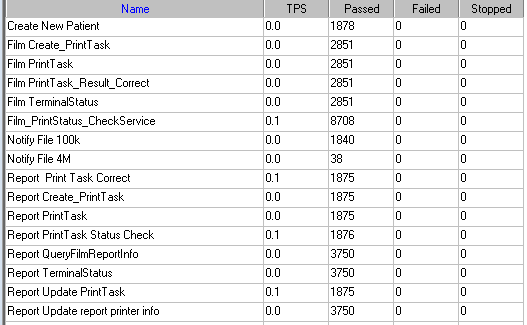 Name TPS Passed Failed Stopped
Create New Patient 0.0 1878 0 0
Film Create_PrintTask 0.0 2851 0 0
Film PrintTask 0.0 2851 0 0
Film PrintTask_Result_Correct 0.0 2851 0 0
Film TerminalStatus 0.0 2851 0 0
Film_PrintStatus_CheckService 0.1 8708 0 0
Notify File 100k 0.0 1840 0 0
Notify File 4M 0.0 38 0 0
Report  Print Task Correct 0.1 1875 0 0
Report Create_PrintTask 0.0 1875 0 0
Report PrintTask 0.0 1875 0 0
Report PrintTask Status Check 0.1 1876 0 0
Report QueryFilmReportInfo 0.0 3750 0 0
Report TerminalStatus 0.0 3750 0 0
Report Update PrintTask 0.1 1875 0 0
Report Update report printer info 0.0 3750 0 0